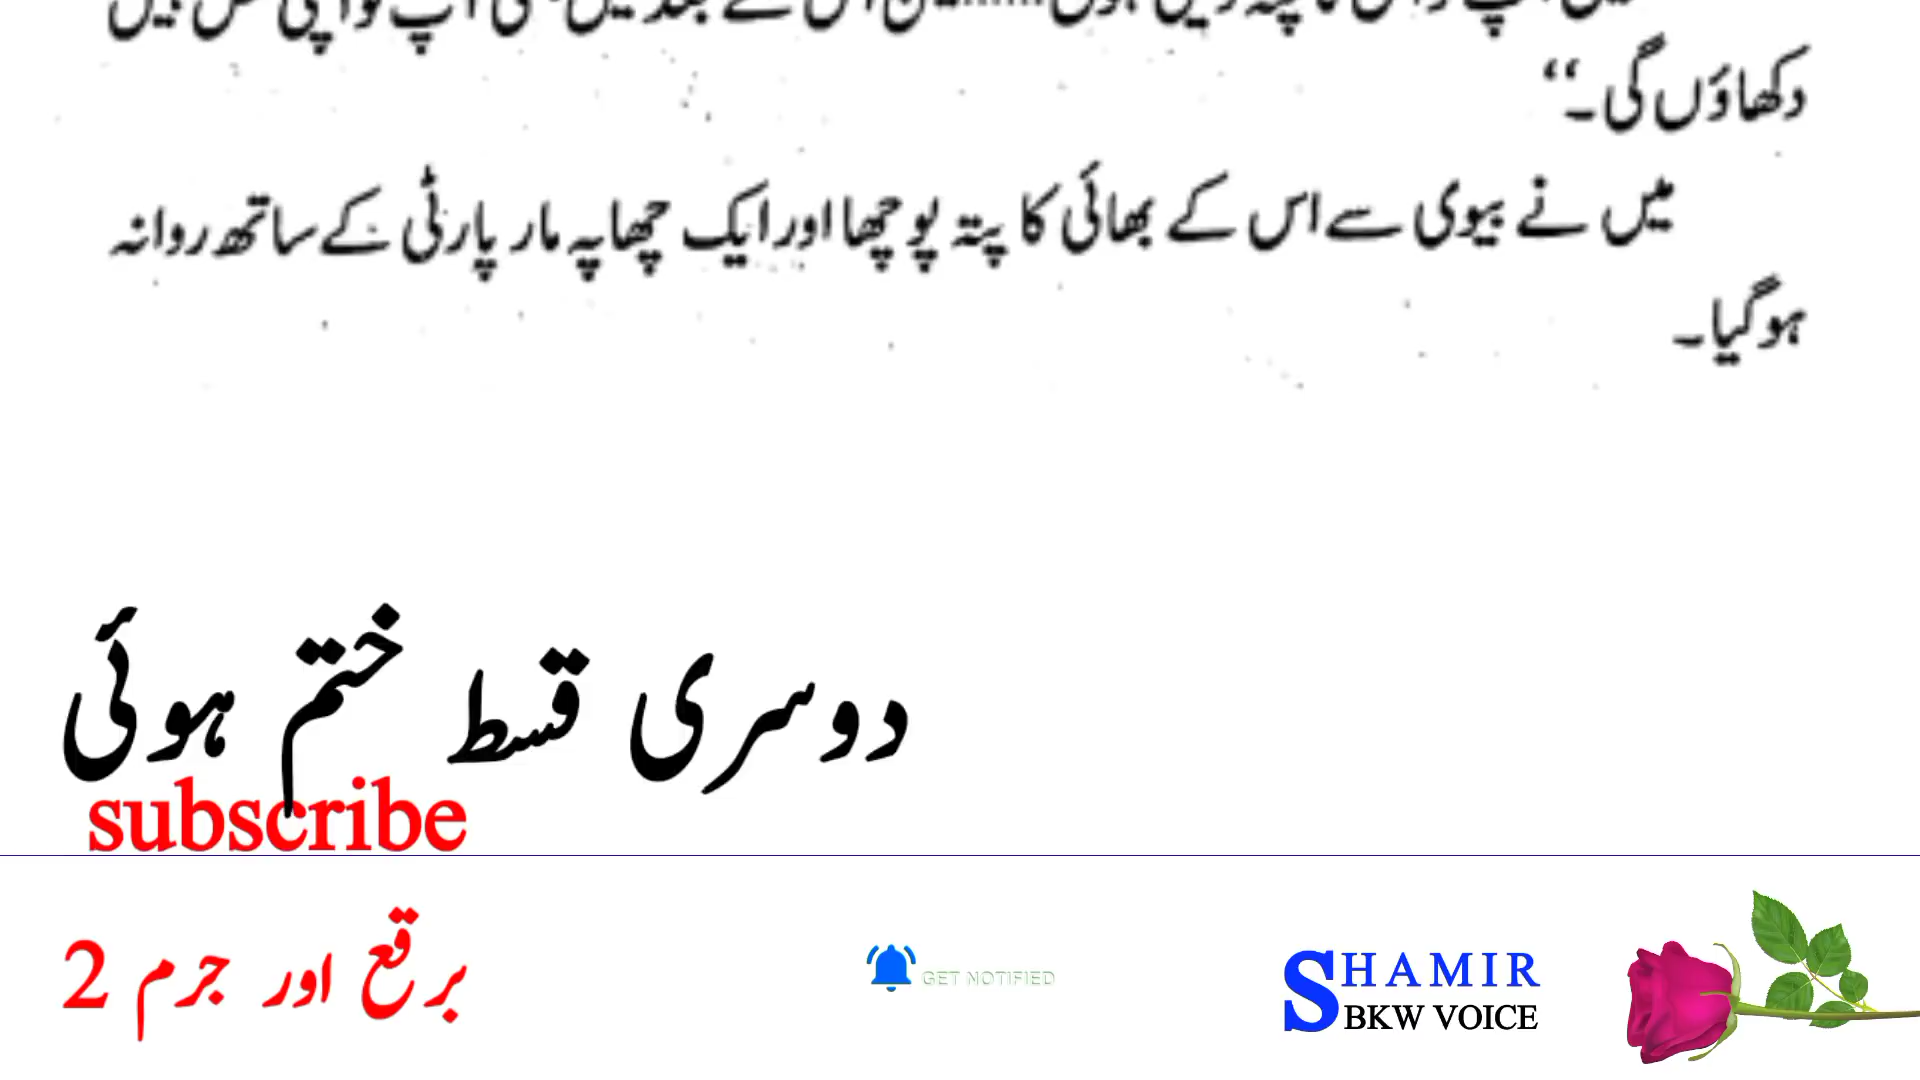 دکھاؤں گی۔“
میں نے بیوی سے اس کے بھائی کا پتہ پوچھا اور ایک چھاپہ مار پارٹی کے ساتھ روانہ
ہوگیا۔
دوسری قسط ختم ہوئی
subscribe
برقع اور جرم 2
GET NOTIFIED
SHAMIR
BKW VOICE